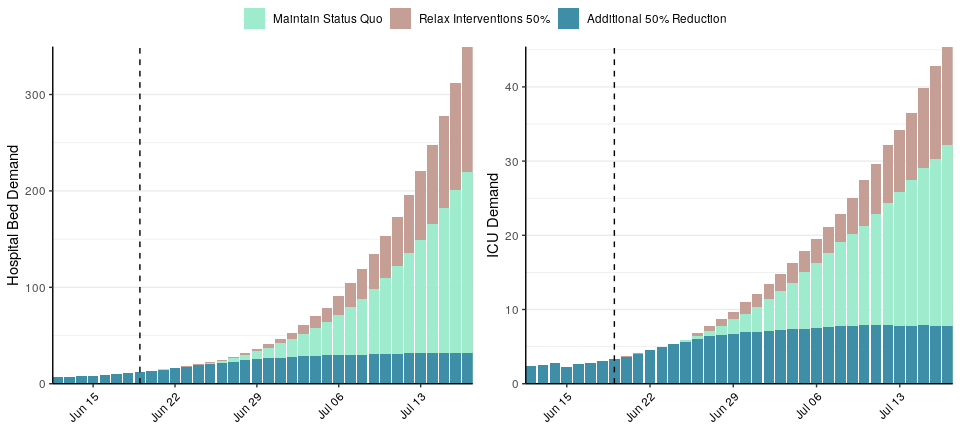 Maintain Status Quo Relax Interventions 50% Additional 50% Reduction
Hospital Bed Demand
300
200
100
0
Jun 15 Jun 22 Jun 29 Jul 06 Jul 13
ICU Demand
40
30
20
10
0
Jun 15 Jun 22 Jun 29 Jul 06 Jul 13